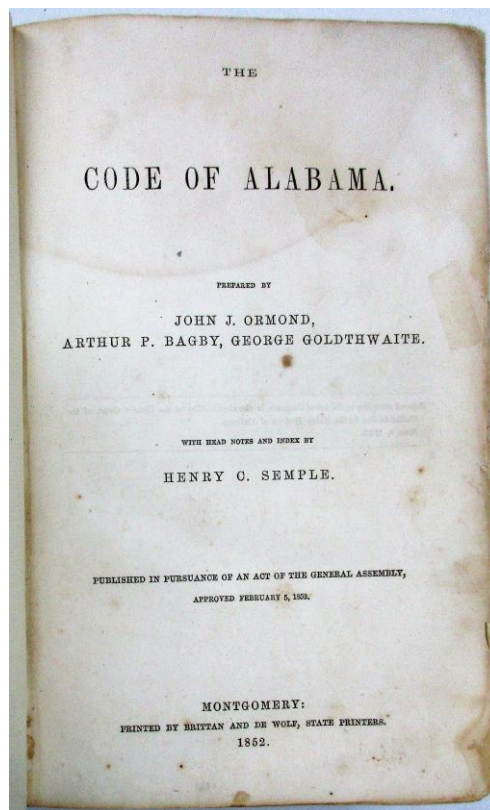 THE
CODE OF ALABAMA.
PREPARED BY
JOHN J. ORMOND,
ARTHUR P. BAGBY, GEORGE GOLDTHWAITE.
WITH HEAD NOTES AND INDEX BY
HENRY C. SEMPLE.
PUBLISHED IN PURSUANCE OF AN ACT OF THE GENERAL ASSEMBLY,
APPROVED FEBRUARY 5, 1852.
MONTGOMERY:
PRINTED BY BRITTAN AND DE WOLF, STATE PRINTERS.
1852.